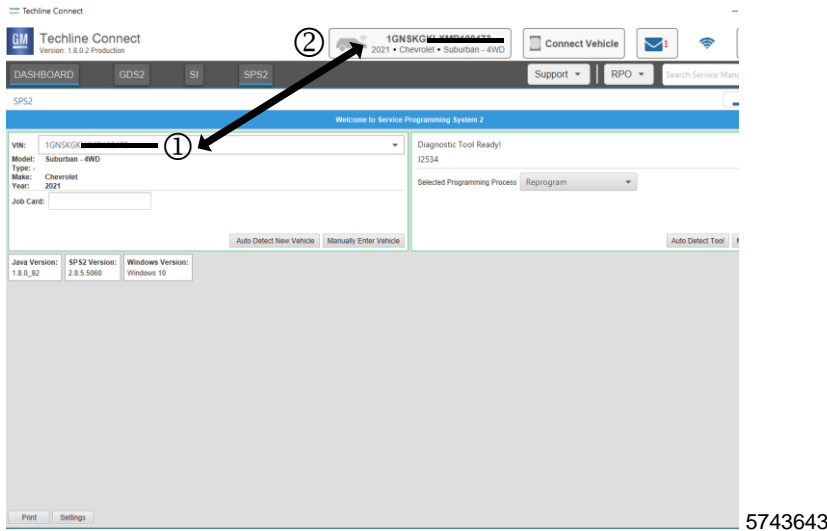 Techline Connect
GM Techline Connect
Version: 1.8.0.2 Production
②
2021 • Chevrolet • Suburban - 4WD
Connect Vehicle
1
DASHBOARD GDS2 SI SPS2 Support RPO Search Service Manu
SPS2
Welcome to Service Programming System 2
VIN: 1GNSKGK
①
Model: Suburban - 4WD
Type: -
Make: Chevrolet
Year: 2021
Job Card:
Auto Detect New Vehicle Manually Enter Vehicle
Diagnostic Tool Ready!
J2534
Selected Programming Process Reprogram
Auto Detect Tool
Java Version: SPS2 Version: Windows Version:
1.8.0_92 2.8.5.5060 Windows 10
Print Settings
5743643